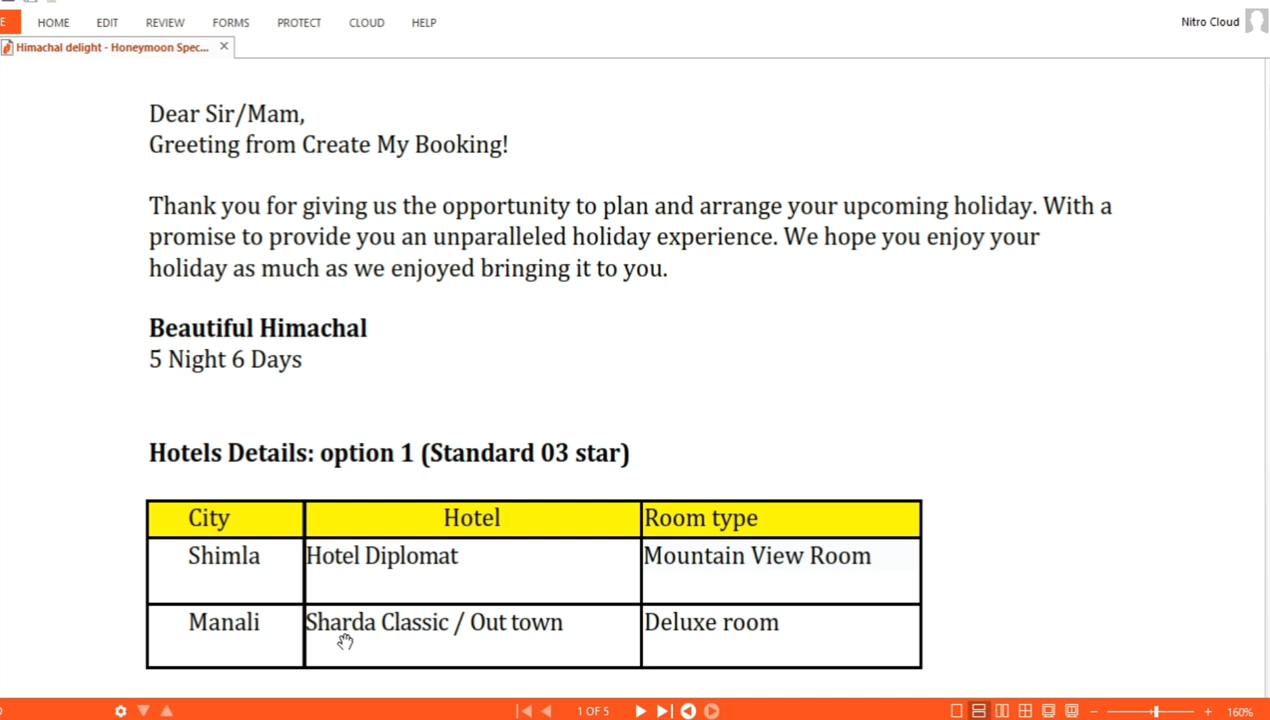 E HOME EDIT REVIEW FORMS PROTECT CLOUD HELP Nitro Cloud
Himachal delight - Honeymoon Spec...
Dear Sir/Mam,
Greeting from Create My Booking!
Thank you for giving us the opportunity to plan and arrange your upcoming holiday. With a
promise to provide you an unparalleled holiday experience. We hope you enjoy your
holiday as much as we enjoyed bringing it to you.
Beautiful Himachal
5 Night 6 Days
Hotels Details: option 1 (Standard 03 star)
City Hotel Room type
Shimla Hotel Diplomat Mountain View Room
Manali Sharda Classic / Out town Deluxe room
1 OF 5 160%